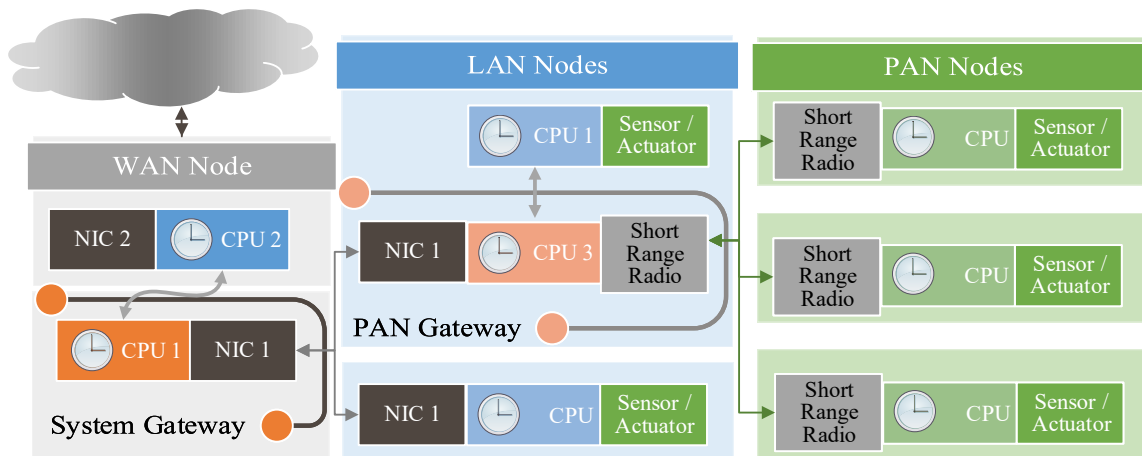 WAN Node
NIC 2
CPU 2
CPU 1
NIC 1
System Gateway
LAN Nodes
CPU 1
Sensor /
Actuator
NIC 1
CPU 3
Short
Range
Radio
PAN Gateway
NIC 1
CPU
Sensor /
Actuator
PAN Nodes
Short
Range
Radio
CPU
Sensor /
Actuator
Short
Range
Radio
CPU
Sensor /
Actuator
Short
Range
Radio
CPU
Sensor /
Actuator